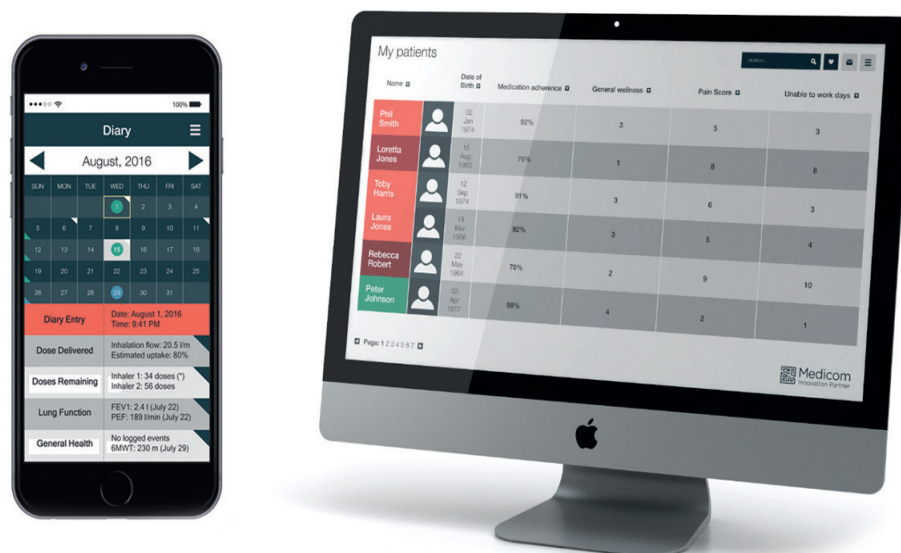 100%
Diary
August, 2016
SUN MON TUE WED THU FRI SAT
1 2 3 4
5 6 7 8 9 10 11
12 13 14 15 16 17 18
19 20 21 22 23 24 25
26 27 28 29 30 31
Diary Entry
Date: August 1, 2016
Time: 9:41 PM
Dose Delivered
Inhalation flow: 20.5 l/m
Estimated uptake: 80%
Doses Remaining
Inhaler 1: 34 doses (*)
Inhaler 2: 56 doses
Lung Function
FEV1: 2.4 l (July 22)
PEF: 189 l/min (July 22)
General Health
No logged events
6MWT: 230 m (July 29)
My patients
Name
Date of
Birth
Medication adherence
General wellness
Pain Score
Unable to work days
Phil
Smith
02
Jan
1974
92%
3
5
3
Loretta
Jones
15
Aug
70%
1
8
Toby
Harris
12
Sep
1974
91%
3
6
3
Laura
Jones
15
92%
3
5
4
Rebecca
Robert
22
May
1964
70%
2
9
10
Peter
Johnson
Apr
1977
98%
4
2
1
Page: 1 2 3 4 5 6 7
Medicom
Innovation Partner